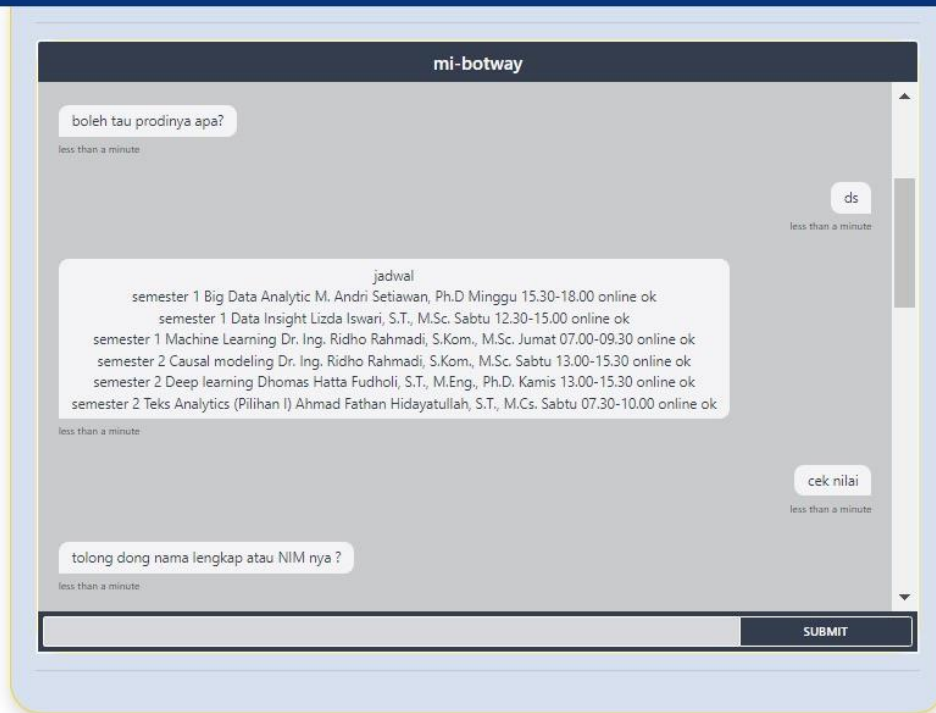 mi-botway
boleh tau prodinya apa?
less than a minute
ds
less than a minute
jadwal
semester 1 Big Data Analytic M. Andri Setiawan, Ph.D Minggu 15.30-18.00 online ok
semester 1 Data Insight Lizda Iswari, S.T., M.Sc. Sabtu 12.30-15.00 online ok
semester 1 Machine Learning Dr. Ing. Ridho Rahmadi, S.Kom., M.Sc. Jumat 07.00-09.30 online ok
semester 2 Causal modeling Dr. Ing. Ridho Rahmadi, S.Kom., M.Sc. Sabtu 13.00-15.30 online ok
semester 2 Deep learning Dhomas Hatta Fudholi, S.T., M.Eng., Ph.D. Kamis 13.00-15.30 online ok
semester 2 Teks Analytics (Pilihan I) Ahmad Fathan Hidayatullah, S.T., M.Cs. Sabtu 07.30-10.00 online ok
less than a minute
cek nilai
less than a minute
tolong dong nama lengkap atau NIM nya ?
less than a minute
SUBMIT